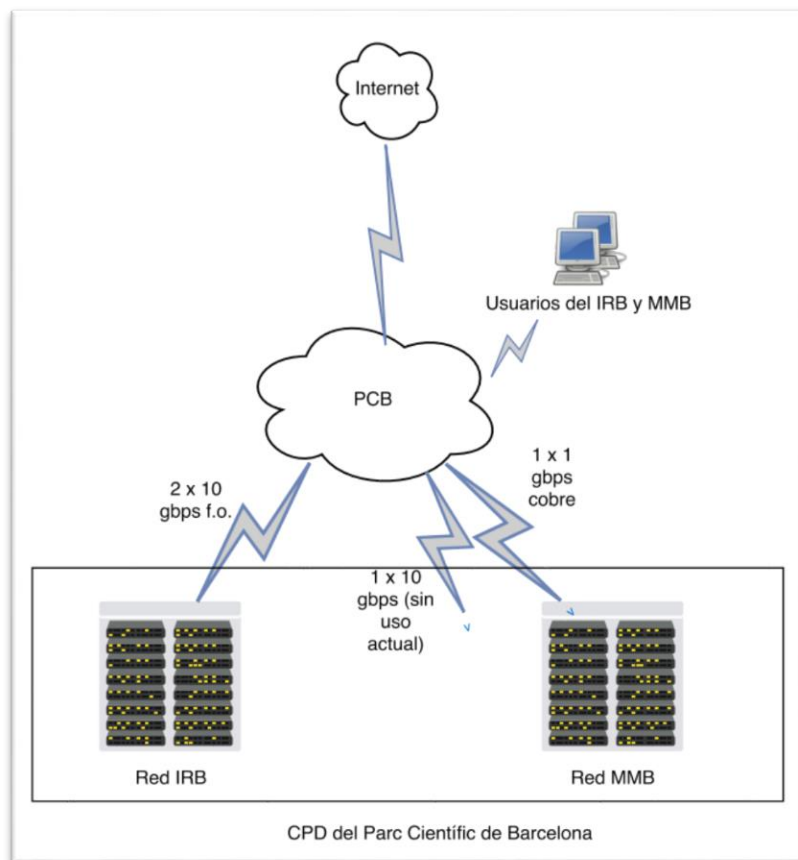 Internet
Usuarios del IRB y MMB
PCB
1 x 1
gbps
cobre
2 x 10
gbps f.o.
1 x 10
gbps (sin
uso
actual)
v
v
Red IRB
Red MMB
CPD del Parc Científic de Barcelona